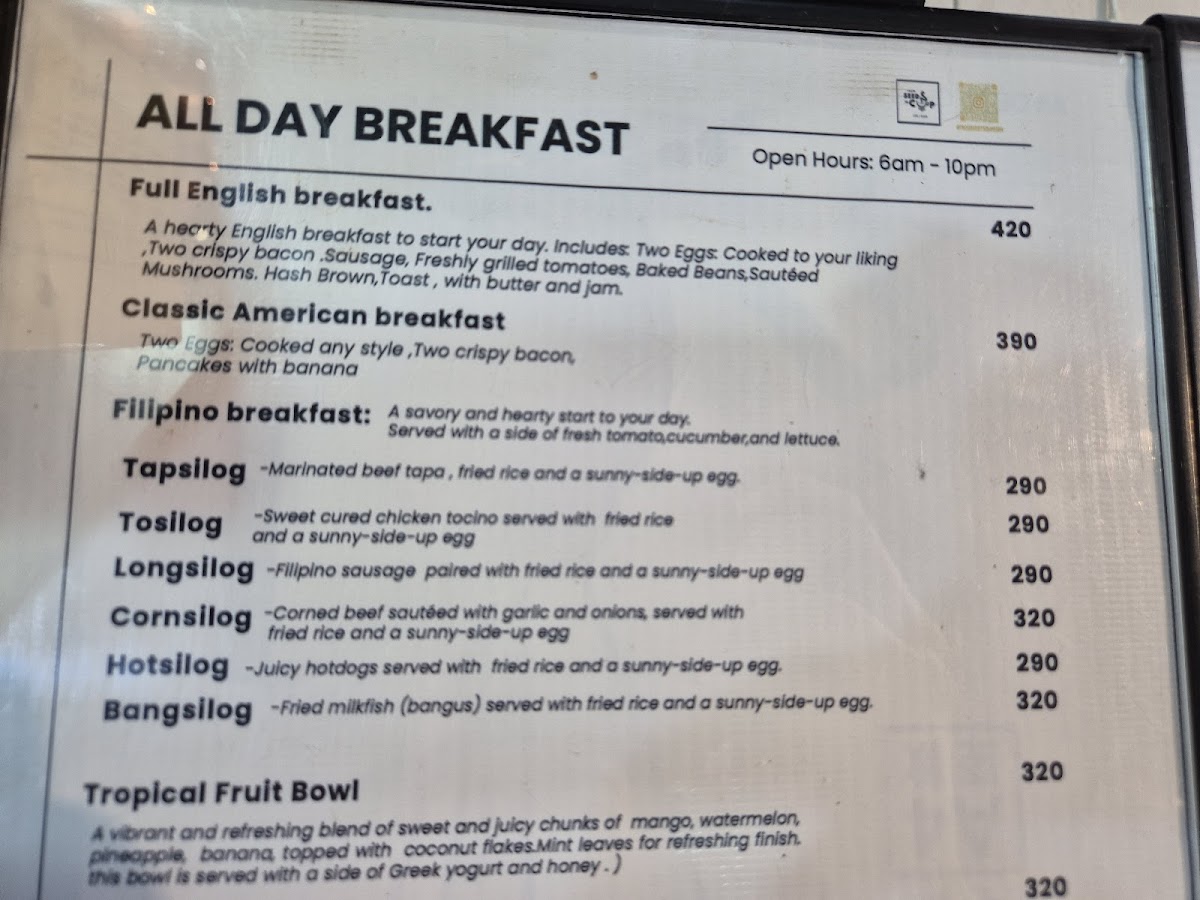 ALL DAY BREAKFAST
Open Hours: 6am - 10pm
Full English breakfast. 420
A hearty English breakfast to start your day. Includes: Two Eggs: Cooked to your liking
,Two crispy bacon .Sausage, Freshly grilled tomatoes, Baked Beans,Sautéed
Mushrooms. Hash Brown,Toast , with butter and jam.
Classic American breakfast 390
Two Eggs: Cooked any style ,Two crispy bacon,
Pancakes with banana
Filipino breakfast: A savory and hearty start to your day.
Served with a side of fresh tomato,cucumber,and lettuce.
Tapsilog -Marinated beef tapa , fried rice and a sunny-side-up egg. 290
Tosilog -Sweet cured chicken tocino served with fried rice 290
and a sunny-side-up egg
Longsilog -Filipino sausage paired with fried rice and a sunny-side-up egg 290
Cornsilog -Corned beef sautéed with garlic and onions, served with 320
fried rice and a sunny-side-up egg
Hotsilog -Juicy hotdogs served with fried rice and a sunny-side-up egg. 290
Bangsilog -Fried milkfish (bangus) served with fried rice and a sunny-side-up egg. 320
Tropical Fruit Bowl 320
A vibrant and refreshing blend of sweet and juicy chunks of mango, watermelon,
pineapple, banana, topped with coconut flakes.Mint leaves for refreshing finish.
this bowl is served with a side of Greek yogurt and honey . )
320